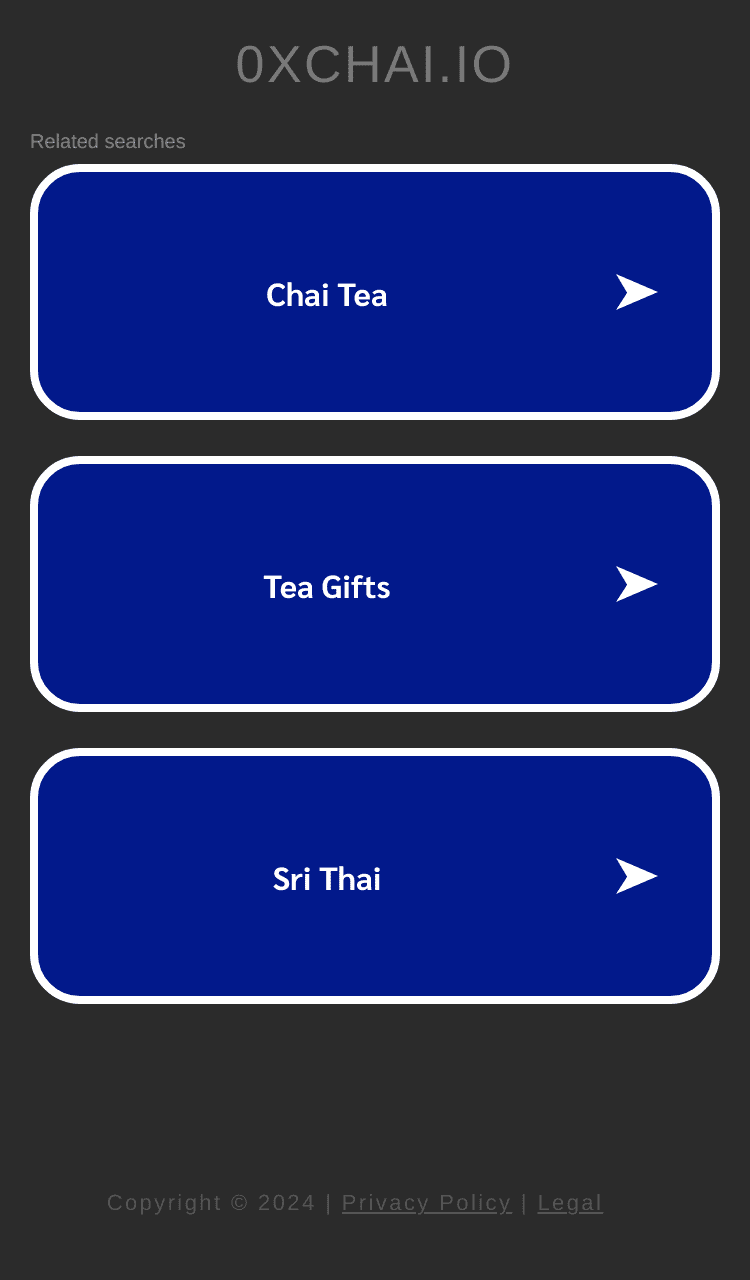 0XCHAI.IO
Related searches
Chai Tea
Tea Gifts
Sri Thai
Copyright © 2024 | Privacy Policy | Legal